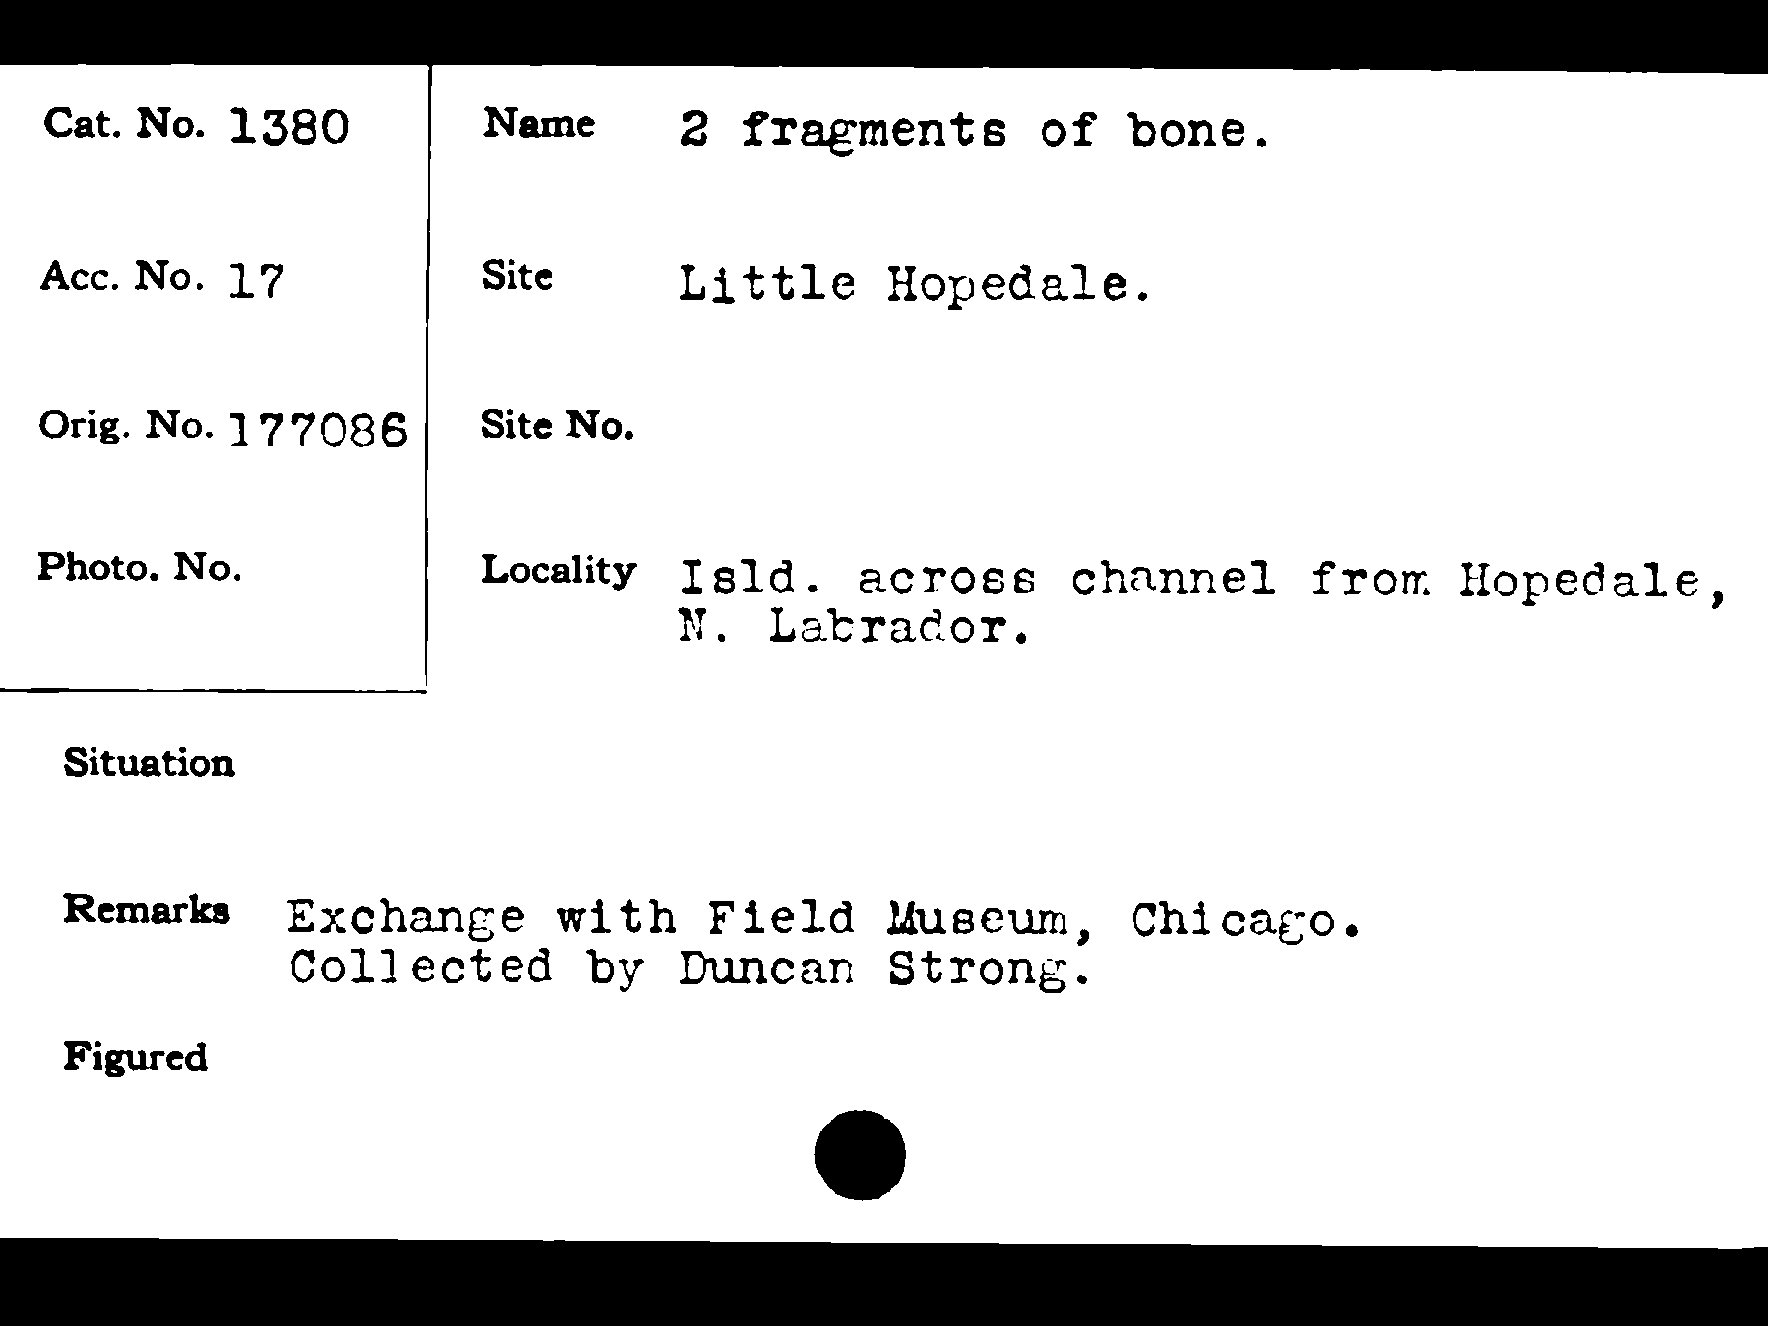 Cat. No. 1380
Name 2 fragments of bone.
Acc. No. 17
Site Little Hopedale.
Orig. No. 177086
Site No.
Photo. No.
Locality Isld. across channel from Hopedale,
N. Labrador.
Situation
Remarks Exchange with Field Museum, Chicago.
Collected by Duncan Strong.
Figured